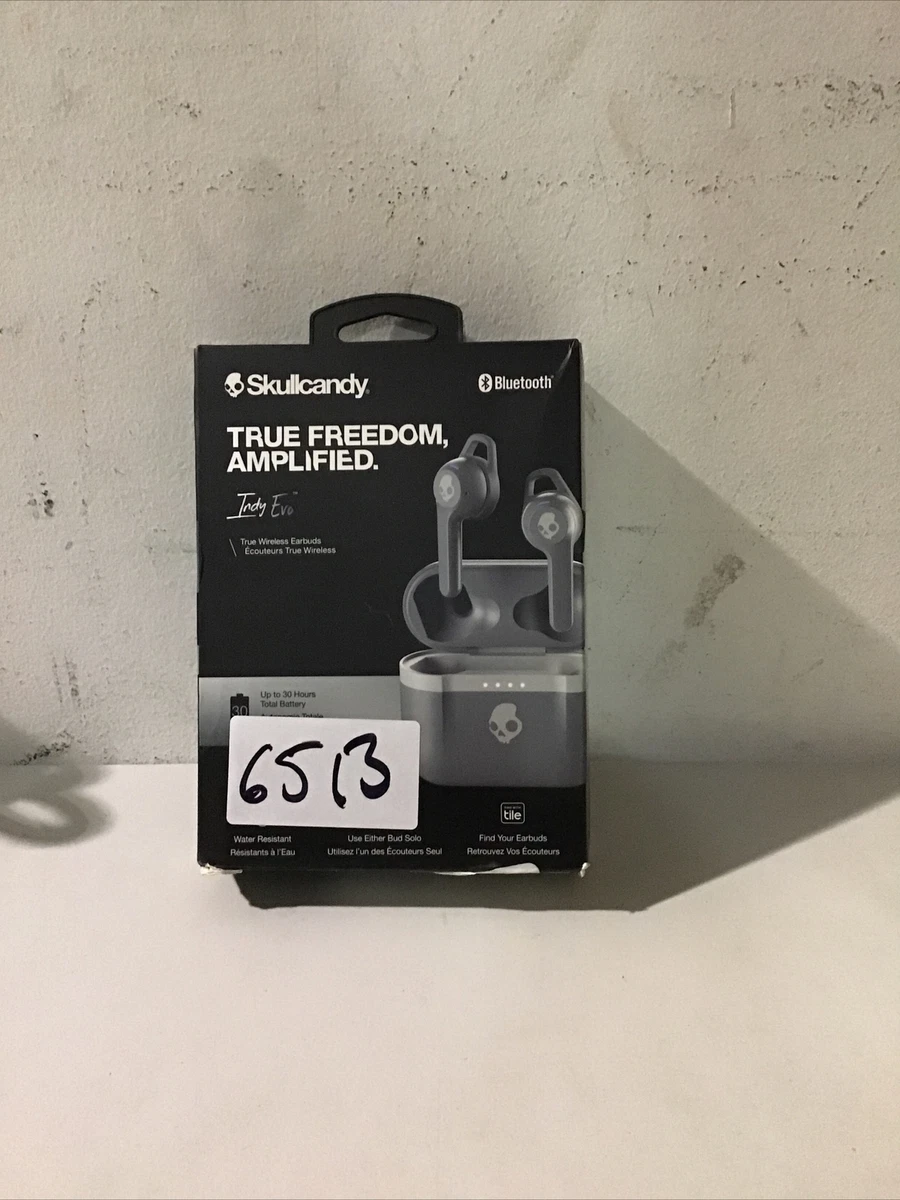 Skullcandy®
Bluetooth®
TRUE FREEDOM,
AMPLIFIED.
Indy Evo™
True Wireless Earbuds
Écouteurs True Wireless
Up to 30 Hours
Total Battery
30
6513
tile
Water Resistant
Résistants à l'Eau
Use Either Bud Solo
Utilisez l'un des Écouteurs Seul
Find Your Earbuds
Retrouvez Vos Écouteurs